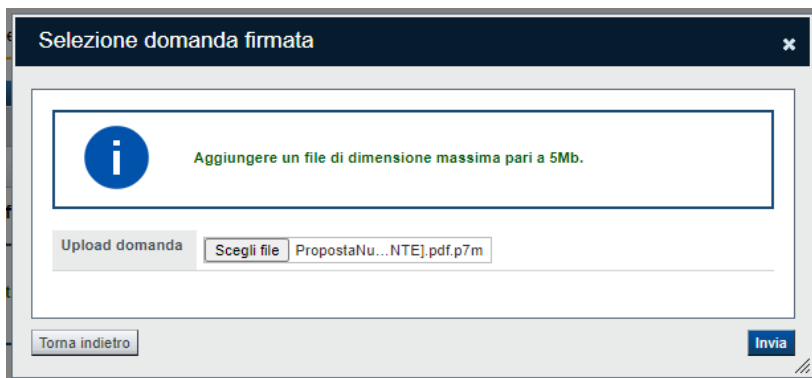 Selezione domanda firmata
Aggiungere un file di dimensione massima pari a 5Mb.
Upload domanda Scegli file PropostaNu...NTE].pdf.p7m
Torna indietro Invia